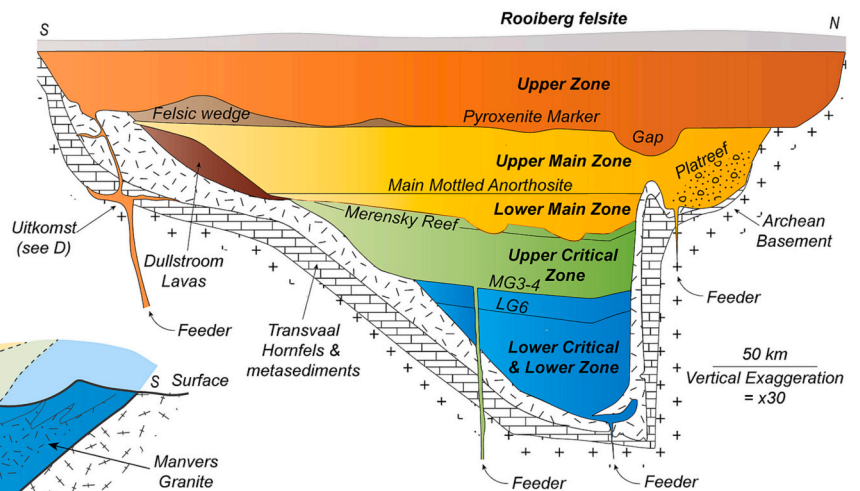 Rooiberg felsite
S
N
Upper Zone
Felsic wedge
Pyroxenite Marker
Gap
Upper Main Zone
Platreef
Main Mottled Anorthosite
Lower Main Zone
Merensky Reef
Uitkomst
(see D)
Dullstroom
Lavas
Archean
Basement
Upper Critical
Zone
MG3-4
LG6
Feeder
Feeder
Transvaal
Hornfels &
metasediments
Lower Critical
& Lower Zone
50 km
Vertical Exaggeration
= x30
S
Surface
Manvers
Granite
Feeder
Feeder